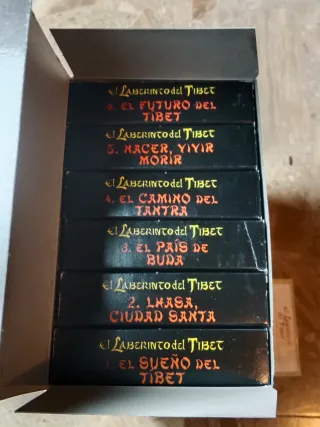 El Laberinto del Tibet
6. EL FUTURO DEL
TIBET
El Laberinto del Tibet
5. NACER, VIVIR
MORIR
El Laberinto del Tibet
4. EL CAMINO DEL
TANTRA
El Laberinto del Tibet
3. EL PAÍS DE
BUDA
El Laberinto del Tibet
2. LHASA,
CIUDAD SANTA
El Laberinto del Tibet
1. EL SUEÑO DEL
TIBET